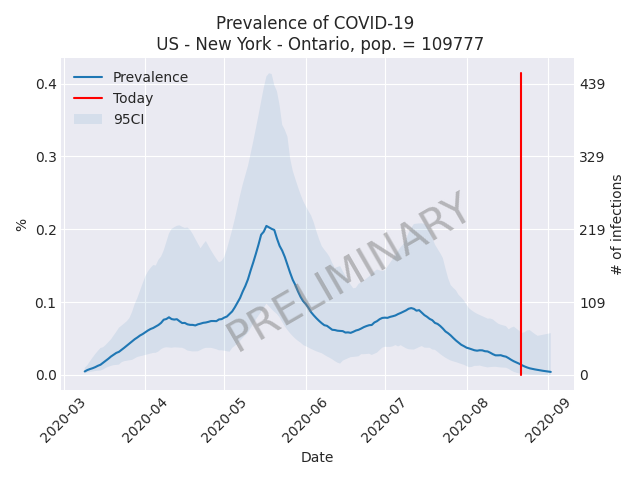 Prevalence of COVID-19
US - New York - Ontario, pop. = 109777
Prevalence
Today
95CI
PRELIMINARY
%
0.4
0.3
0.2
0.1
0.0
439
329
219
109
0
# of infections
2020-03
2020-04
2020-05
2020-06
2020-07
2020-08
2020-09
Date